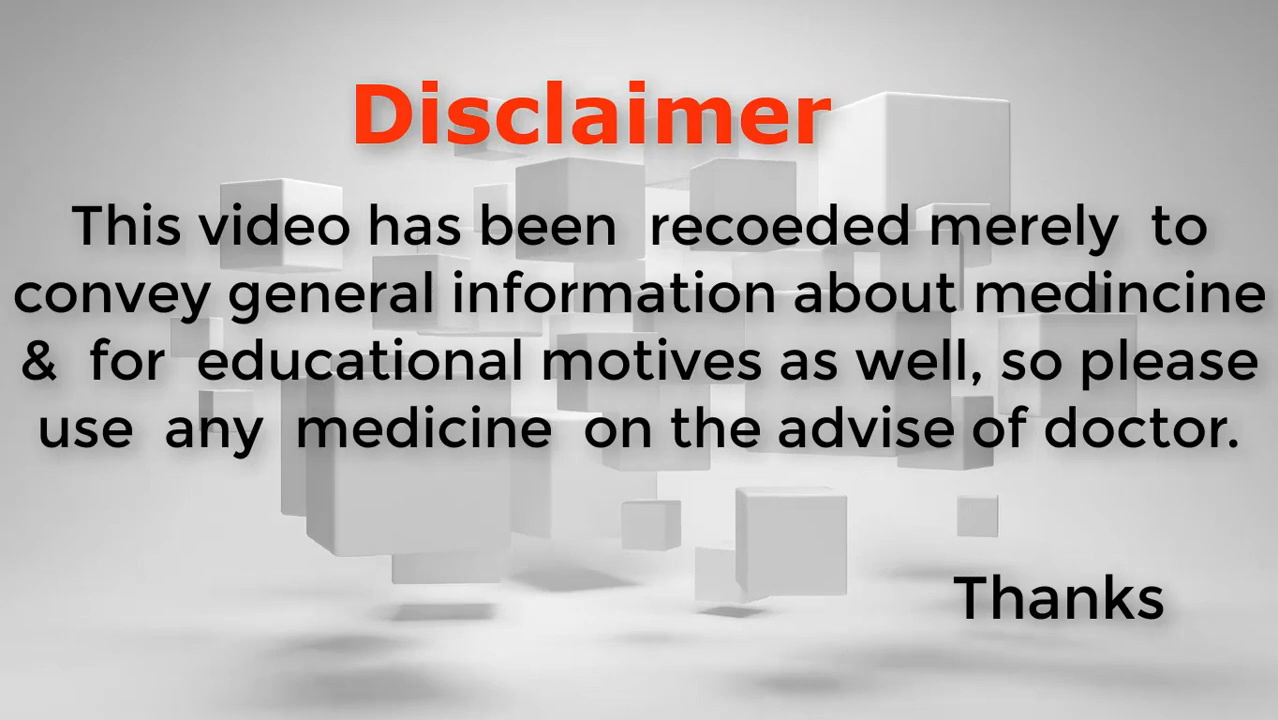 Disclaimer
This video has been recoeded merely to
convey general information about medincine
& for educational motives as well, so please
use any medicine on the advise of doctor.
Thanks